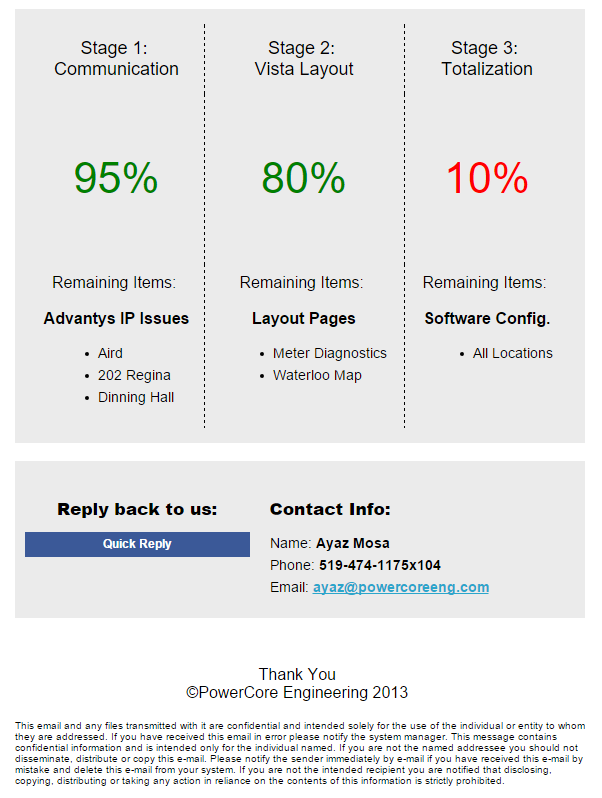 Stage 1:
Communication
95%
Remaining Items:
Advantys IP Issues
• Aird
• 202 Regina
• Dinning Hall
Stage 2:
Vista Layout
80%
Remaining Items:
Layout Pages
• Meter Diagnostics
• Waterloo Map
Stage 3:
Totalization
10%
Remaining Items:
Software Config.
• All Locations
Reply back to us:
Quick Reply
Contact Info:
Name: Ayaz Mosa
Phone: 519-474-1175x104
Email: ayaz@powercoreeng.com
Thank You
©PowerCore Engineering 2013
This email and any files transmitted with it are confidential and intended solely for the use of the individual or entity to whom
they are addressed. If you have received this email in error please notify the system manager. This message contains
confidential information and is intended only for the individual named. If you are not the named addressee you should not
disseminate, distribute or copy this e-mail. Please notify the sender immediately by e-mail if you have received this e-mail by
mistake and delete this e-mail from your system. If you are not the intended recipient you are notified that disclosing,
copying, distributing or taking any action in reliance on the contents of this information is strictly prohibited.